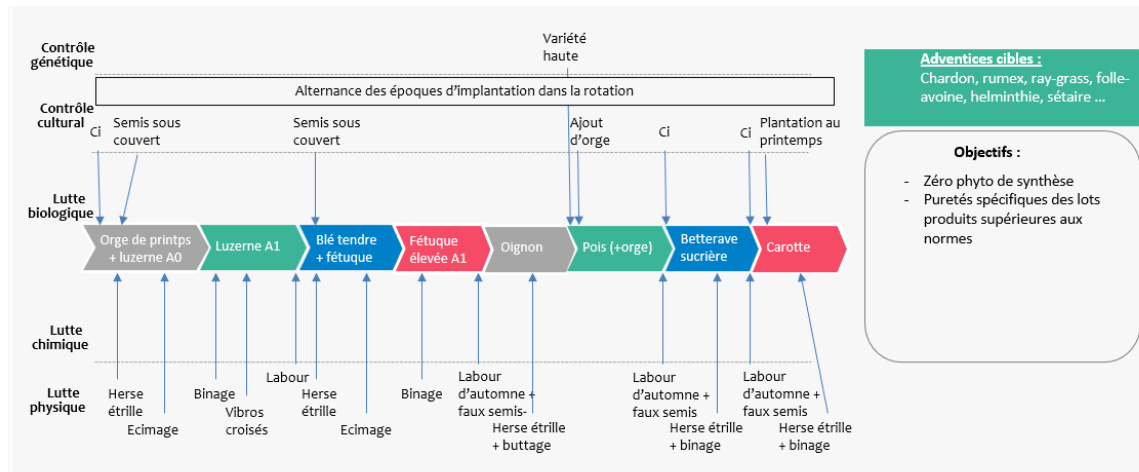 Contrôle
génétique
Variété
haute
Alternance des époques d'implantation dans la rotation
Contrôle
cultural
Ci
Semis sous
couvert
Semis sous
couvert
Ajout
d'orge
Ci
Ci
Plantation au
printemps
Lutte
biologique
Orge de printps
+ luzerne A0
Luzerne A1
Blé tendre
+ fétuque
Fétuque
élevée A1
Oignon
Pois (+orge)
Betterave
sucrière
Carotte
Lutte
chimique
Lutte
physique
Herse
étrille
Ecimage
Binage
Vibros
croisés
Labour
Herse
étrille
Ecimage
Binage
Labour
d'automne +
faux semis-
Herse étrille
+ buttage
Labour
d'automne +
faux semis
Herse étrille
+ binage
Labour
d'automne +
faux semis
Herse étrille
+ binage
Adventices cibles :
Chardon, rumex, ray-grass, folle-
avoine, helminthie, sétaire ...
Objectifs :
- Zéro phyto de synthèse
- Puretés spécifiques des lots
produits supérieures aux
normes